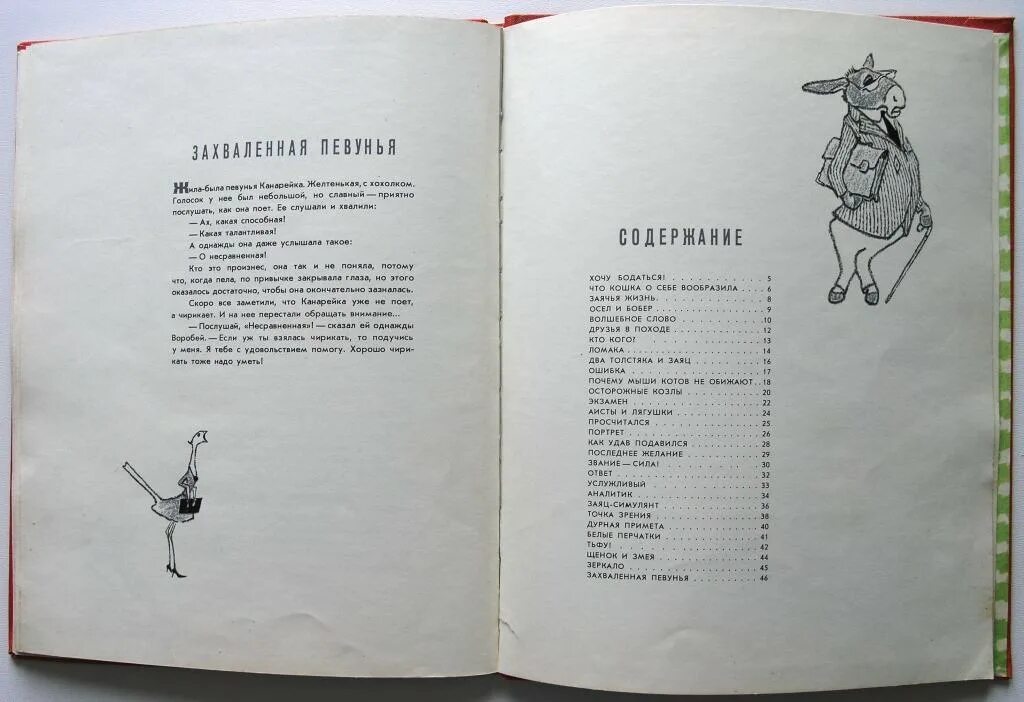 ЗАХВАЛЕННАЯ ПЕВУНЬЯ
Жила-была певунья Канарейка. Желтенькая, с хохолком.
Голосок у нее был небольшой, но славный — приятно
послушать, как она поет. Ее слушали и хвалили:
— Ах, какая способная!
— Какая талантливая!
А однажды она даже услышала такое:
— О несравненная!
Кто это произнес, она так и не поняла, потому
что, когда пела, по привычке закрывала глаза, но этого
оказалось достаточно, чтобы она окончательно зазналась.
Скоро все заметили, что Канарейка уже не поет,
а чирикает. И на нее перестали обращать внимание...
— Послушай, «Несравненная»! — сказал ей однажды
Воробей. — Если уж ты взялась чирикать, то подучись
у меня. Я тебе с удовольствием помогу. Хорошо чири-
кать тоже надо уметь!
СОДЕРЖАНИЕ
ХОЧУ БОДАТЬСЯ! . . . . . . . . . . 5
ЧТО КОШКА О СЕБЕ ВООБРАЗИЛА . . . . 6
ЗАЯЧЬЯ ЖИЗНЬ. . . . . . . . . . . 8
ОСЕЛ И БОБЕР . . . . . . . . . . . 9
ВОЛШЕБНОЕ СЛОВО . . . . . . . . . 10
ДРУЗЬЯ В ПОХОДЕ . . . . . . . . . 12
КТО КОГО? . . . . . . . . . . . . 13
ЛОМАКА . . . . . . . . . . . . . 14
ДВА ТОЛСТЯКА И ЗАЯЦ . . . . . . . 16
ОШИБКА . . . . . . . . . . . . . 17
ПОЧЕМУ МЫШИ КОТОВ НЕ ОБИЖАЮТ. . 18
ОСТОРОЖНЫЕ КОЗЛЫ . . . . . . . . 20
ЭКЗАМЕН . . . . . . . . . . . . . 22
АИСТЫ И ЛЯГУШКИ . . . . . . . . . 24
ПРОСЧИТАЛСЯ . . . . . . . . . . . 25
ПОРТРЕТ . . . . . . . . . . . . . 26
КАК УДАВ ПОДАВИЛСЯ . . . . . . . . 28
ПОСЛЕДНЕЕ ЖЕЛАНИЕ . . . . . . . . 29
ЗВАНИЕ — СИЛА! . . . . . . . . . . 30
ОТВЕТ . . . . . . . . . . . . . . 32
УСЛУЖЛИВЫЙ . . . . . . . . . . . 33
АНАЛИТИК . . . . . . . . . . . . 34
ЗАЯЦ-СИМУЛЯНТ . . . . . . . . . . 36
ТОЧКА ЗРЕНИЯ . . . . . . . . . . . 38
ДУРНАЯ ПРИМЕТА . . . . . . . . . . 40
БЕЛЫЕ ПЕРЧАТКИ . . . . . . . . . . 41
ТЬФУ! . . . . . . . . . . . . . . 42
ЩЕНОК И ЗМЕЯ . . . . . . . . . . . 44
ЗЕРКАЛО . . . . . . . . . . . . . 45
ЗАХВАЛЕННАЯ ПЕВУНЬЯ . . . . . . . 46